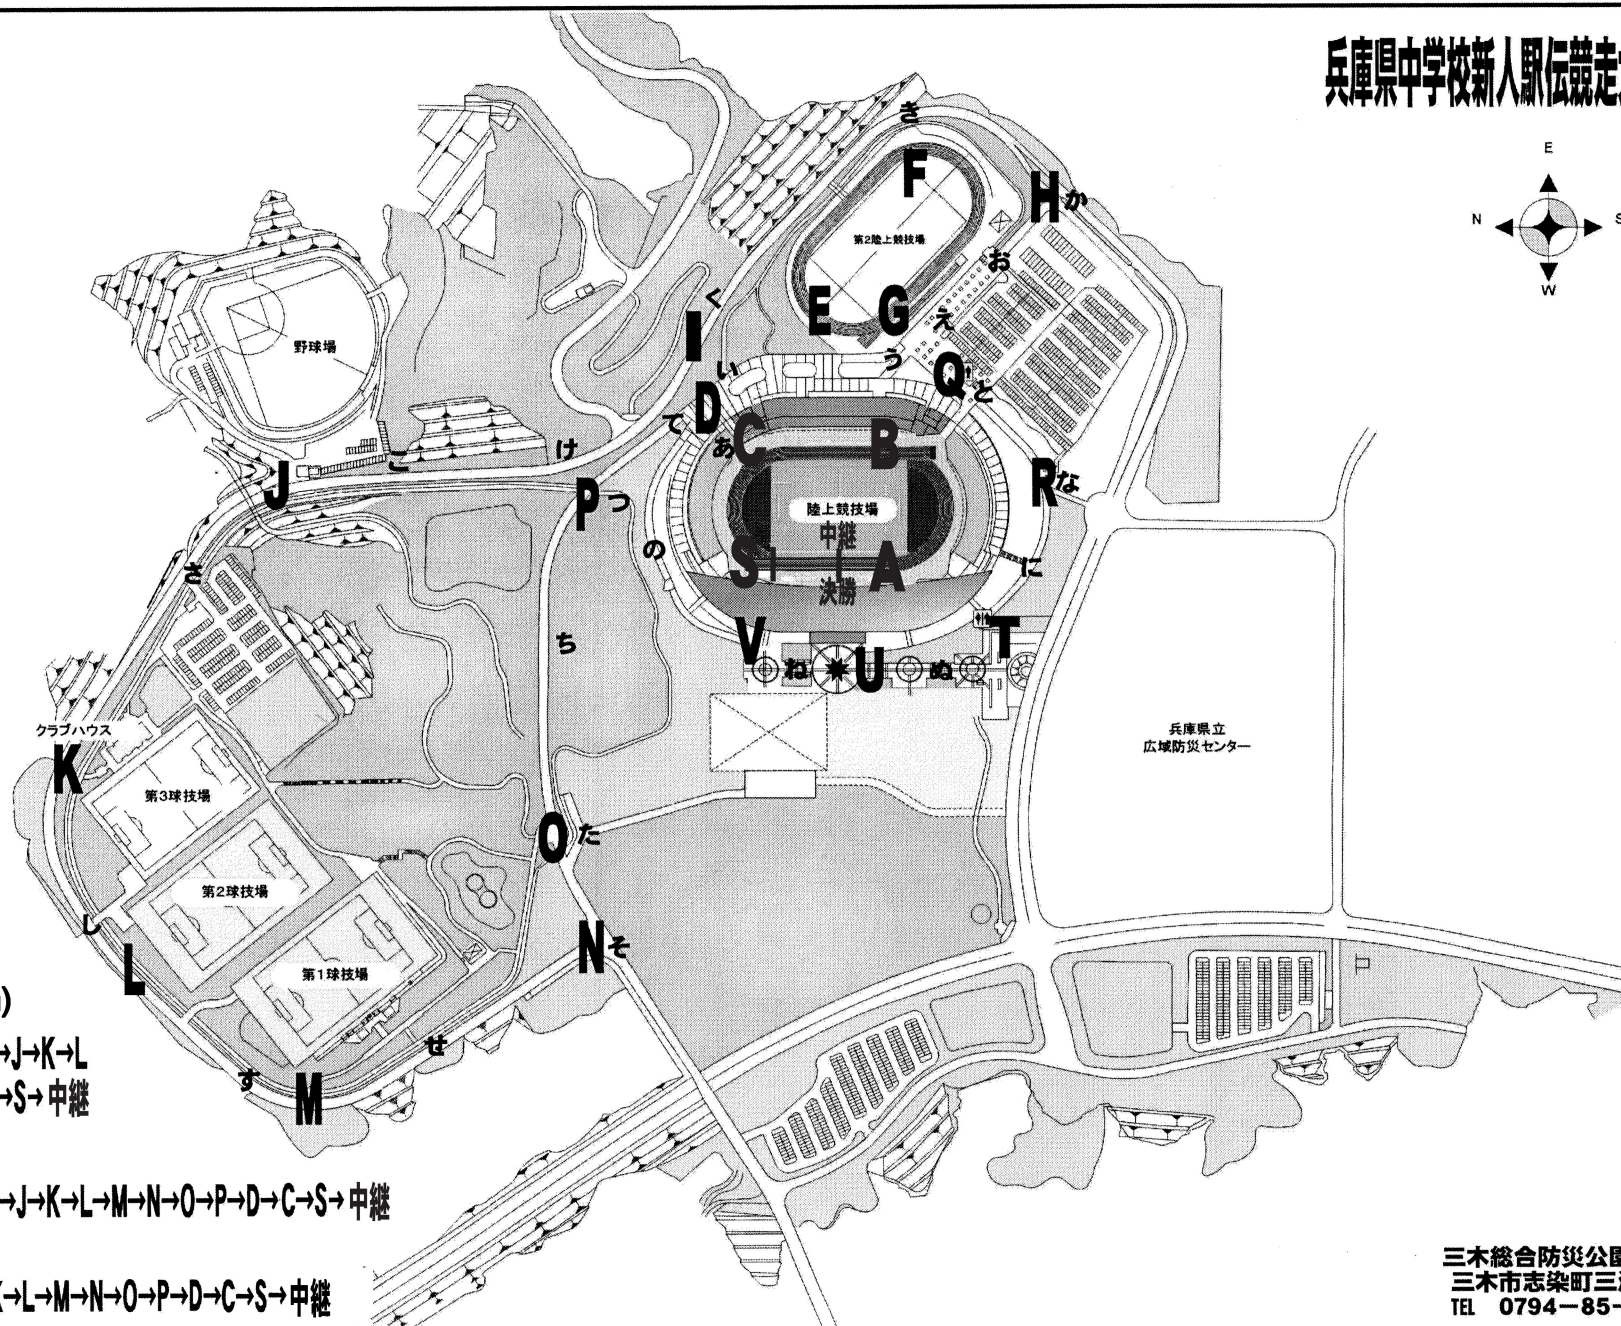 兵庫県中学校新人駅伝競走
E
N
S
W
き
F
H
か
第2陸上競技場
お
く
E
G
え
I
野球場
い
う
Q
と
D
て
け
あ
C
B
こ
J
R
な
P
つ
陸上競技場
中継
の
S
A
に
決勝
さ
ち
V
T
ね
U
ぬ
クラブハウス
K
兵庫県立
広域防災センター
第3球技場
O
た
第2球技場
し
L
N
そ
第1球技場
)
→J→K→L
せ
→S→中継
す
M
→J→K→L→M→N→O→P→D→C→S→中継
→L→M→N→O→P→D→C→S→中継
三木総合防災公園
三木市志染町三
TEL 0794-85-